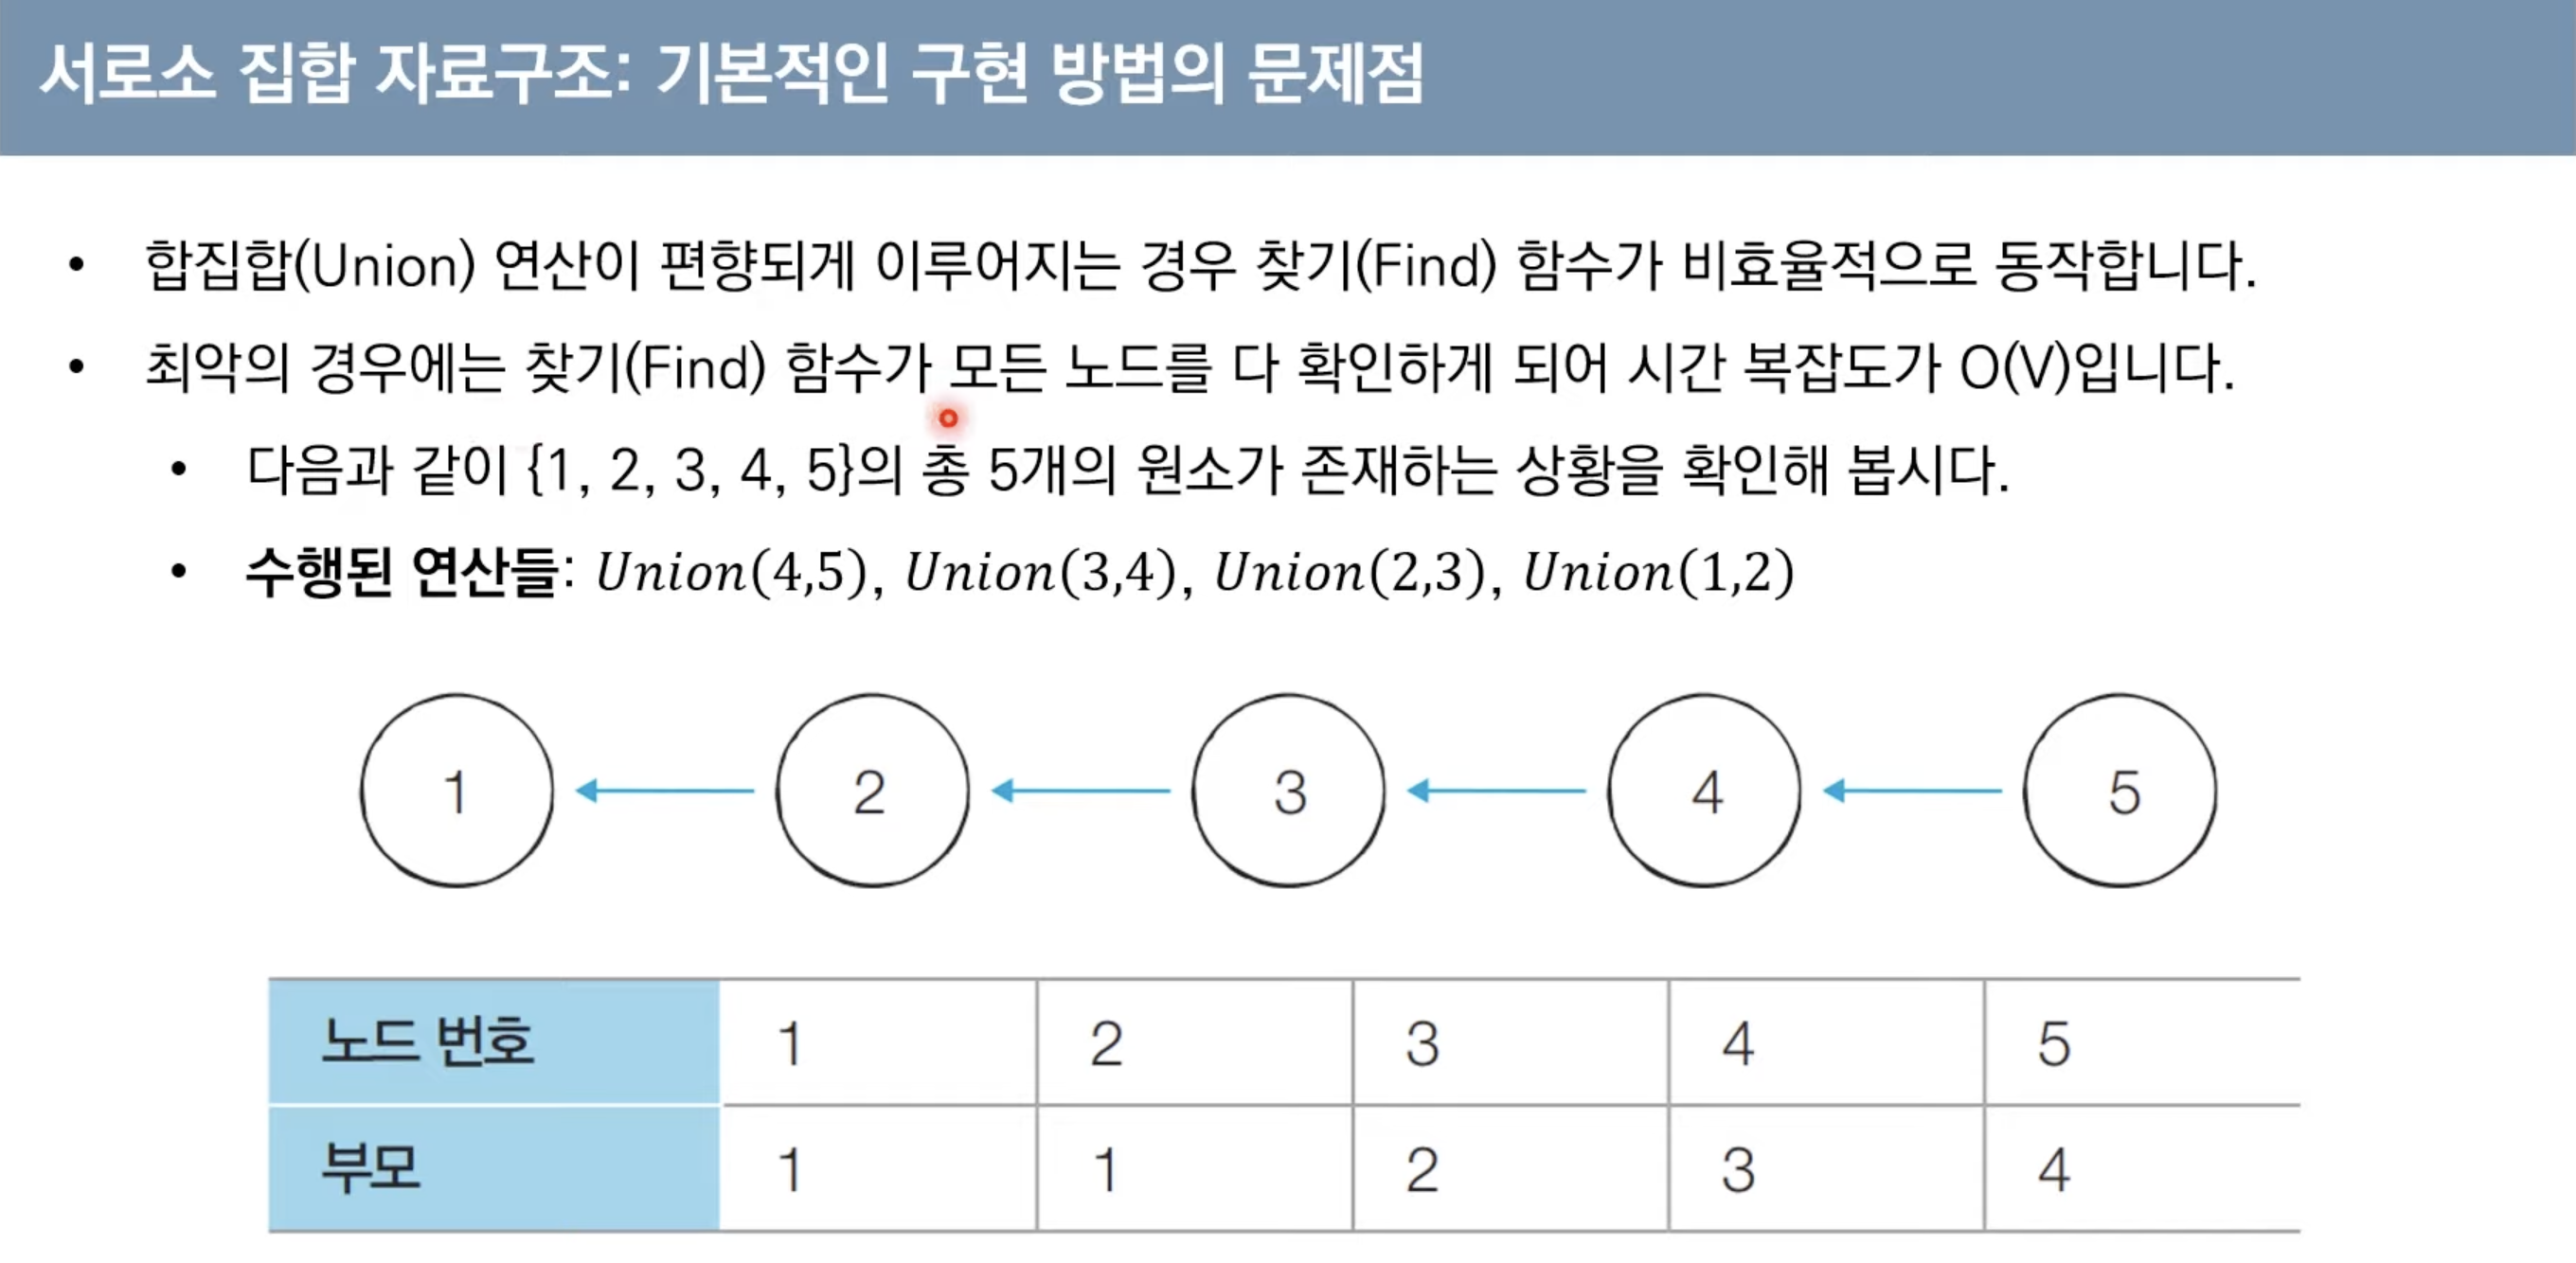 서로소 집합 자료구조: 기본적인 구현 방법의 문제점
• 합집합(Union) 연산이 편향되게 이루어지는 경우 찾기(Find) 함수가 비효율적으로 동작합니다.
• 최악의 경우에는 찾기(Find) 함수가 모든 노드를 다 확인하게 되어 시간 복잡도가 O(V)입니다.
• 다음과 같이 {1, 2, 3, 4, 5}의 총 5개의 원소가 존재하는 상황을 확인해 봅시다.
• 수행된 연산들: Union(4,5), Union(3,4), Union(2,3), Union(1,2)
1 2 3 4 5
노드 번호 1 2 3 4 5
부모 1 1 2 3 4